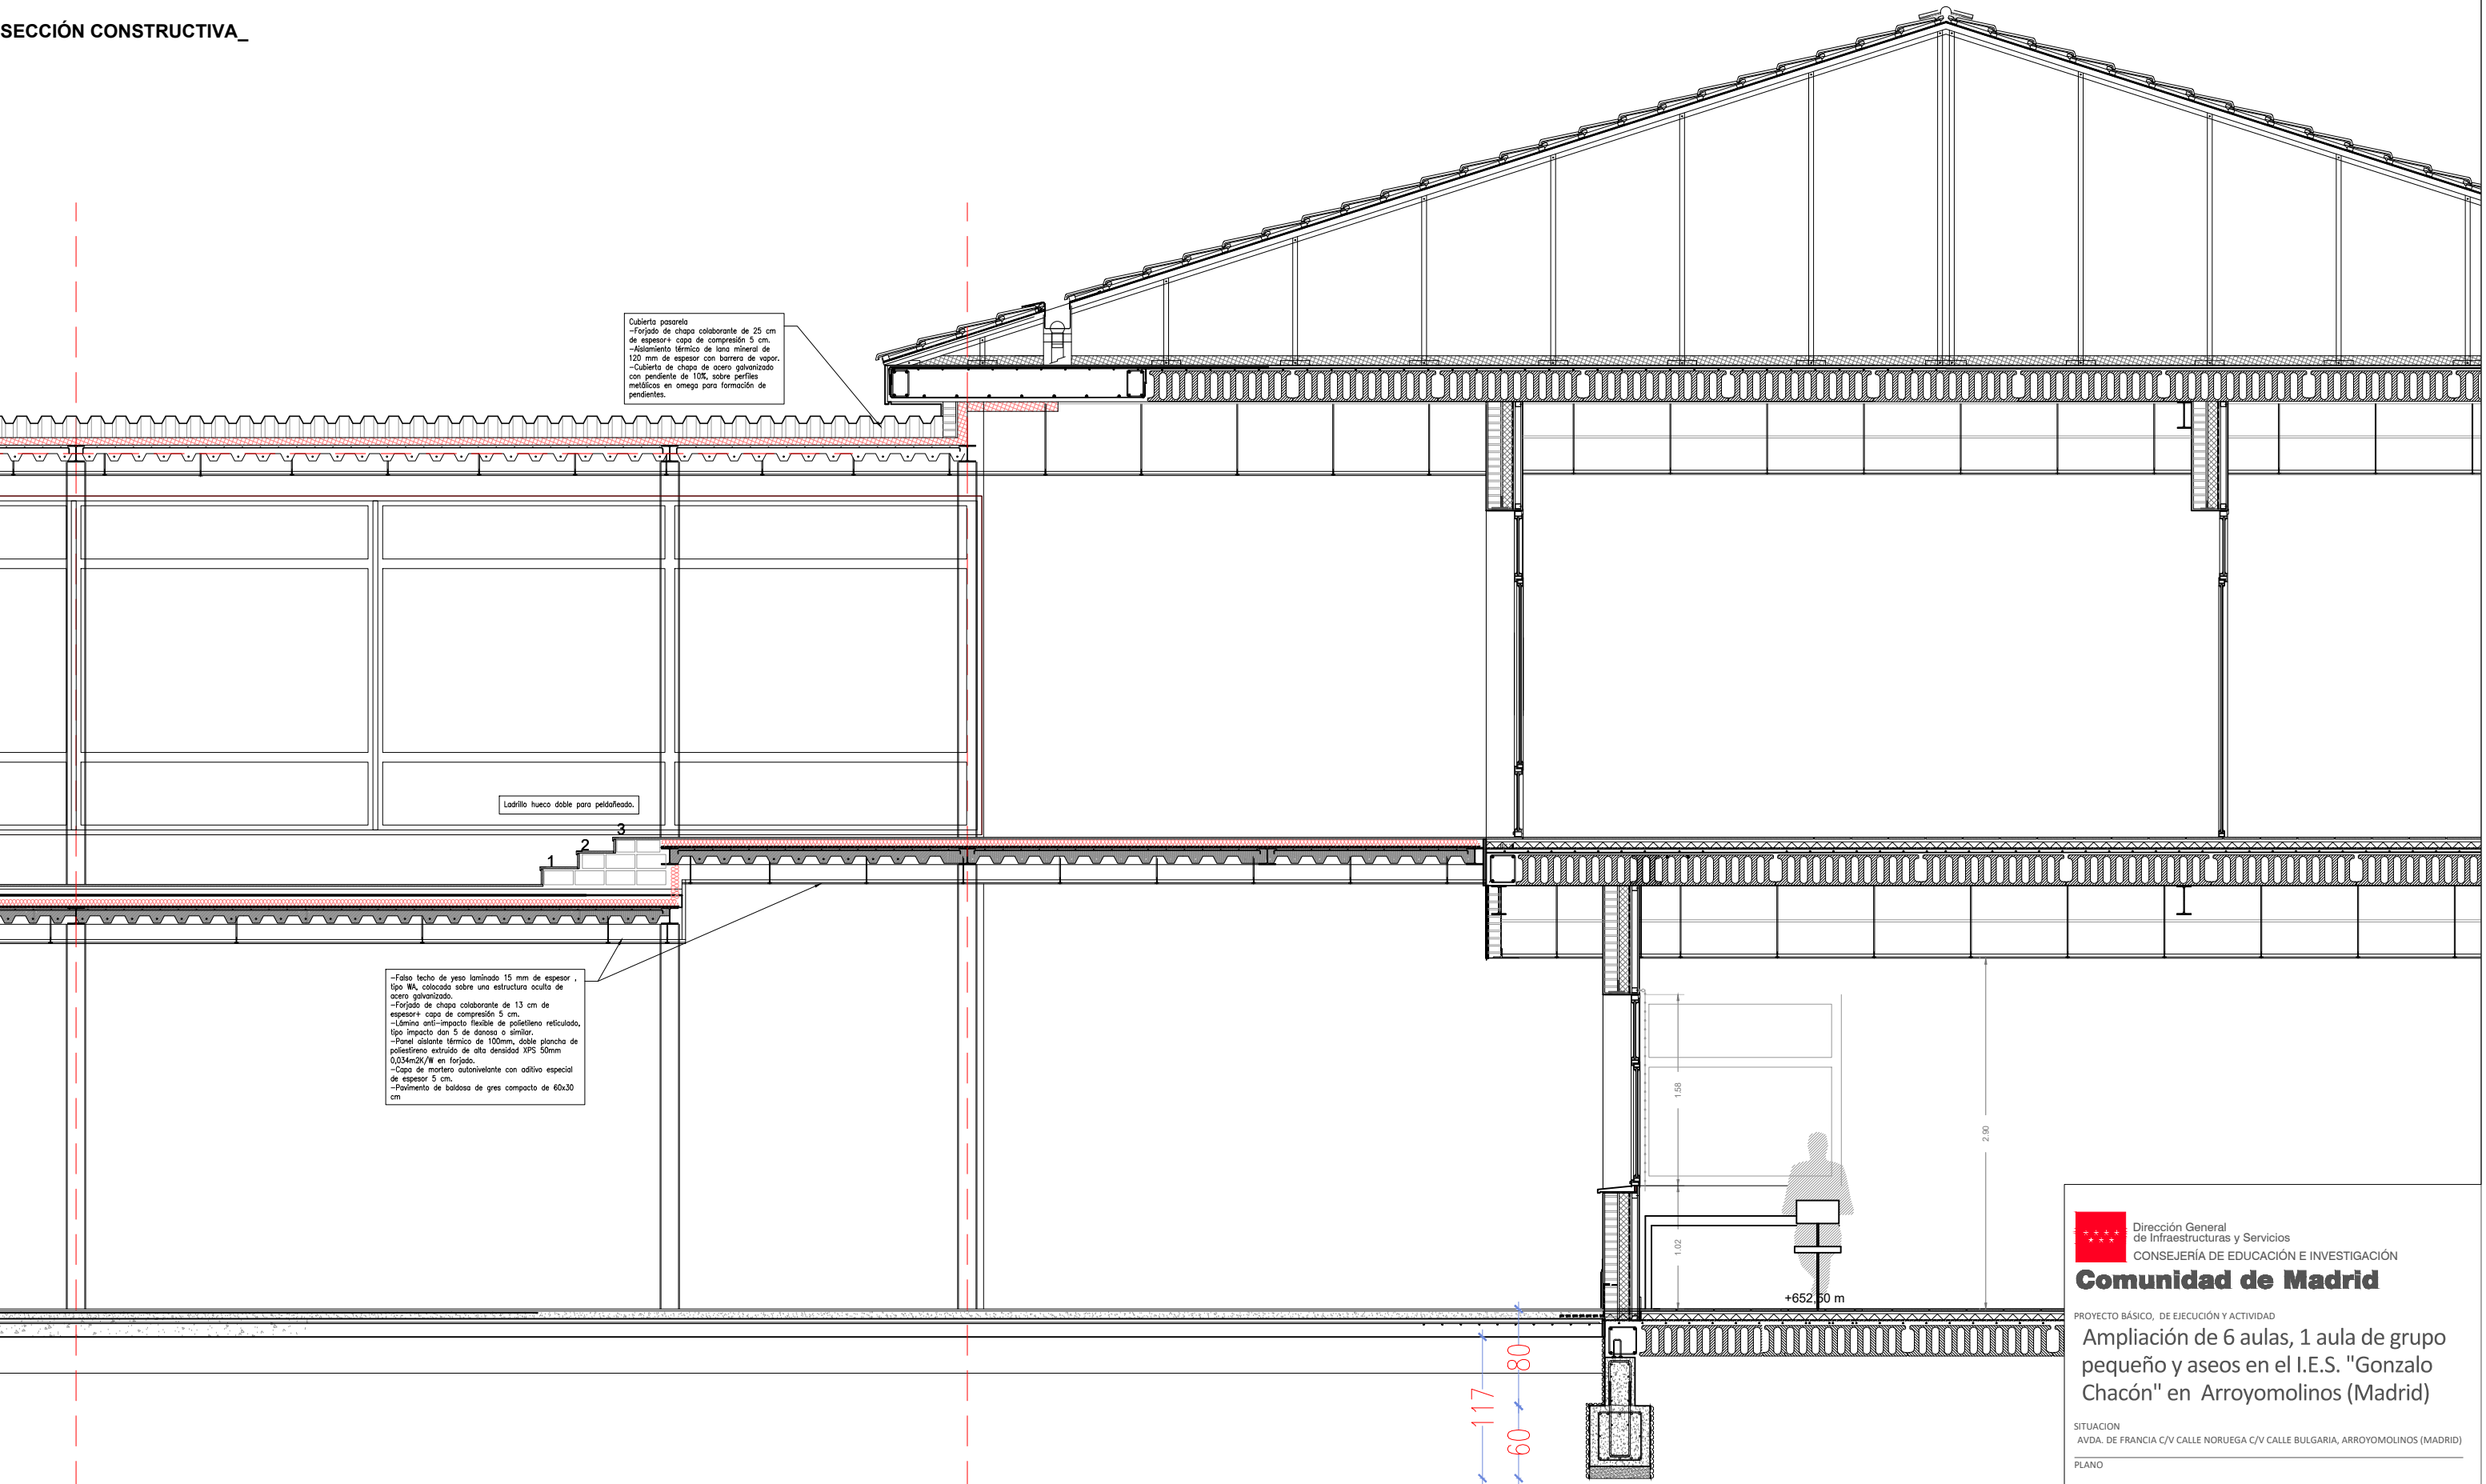 SECCIÓN CONSTRUCTIVA_
Cubierta pasarela
-Forjado de chapa colaborante de 25 cm
de espesor+ capa de compresión 5 cm.
-Aislamiento térmico de lana mineral de
120 mm de espesor con barrera de vapor.
-Cubierta de chapa de acero galvanizado
con pendiente de 10%, sobre perfiles
metálicos en omega para formación de
pendientes.
Ladrillo hueco doble para peldañeado.
3
2
1
-Falso techo de yeso laminado 15 mm de espesor ,
tipo WA, colocada sobre una estructura oculta de
acero galvanizado.
-Forjado de chapa colaborante de 13 cm de
espesor+ capa de compresión 5 cm.
-Lámina anti-impacto flexible de polietileno reticulado,
tipo impacto dan 5 de danosa o similar.
-Panel aislante térmico de 100mm, doble plancha de
poliestireno extruido de alta densidad XPS 50mm
0,034m2K/W en forjado.
-Capa de mortero autonivelante con aditivo especial
de espesor 5 cm.
-Pavimento de baldosa de gres compacto de 60x30
cm
1.58
2.90
1.02
+652,50 m
80
117
60
Dirección General
de Infraestructuras y Servicios
CONSEJERÍA DE EDUCACIÓN E INVESTIGACIÓN
Comunidad de Madrid
PROYECTO BÁSICO, DE EJECUCIÓN Y ACTIVIDAD
Ampliación de 6 aulas, 1 aula de grupo
pequeño y aseos en el I.E.S. "Gonzalo
Chacón" en Arroyomolinos (Madrid)
SITUACION
AVDA. DE FRANCIA C/V CALLE NORUEGA C/V CALLE BULGARIA, ARROYOMOLINOS (MADRID)
PLANO